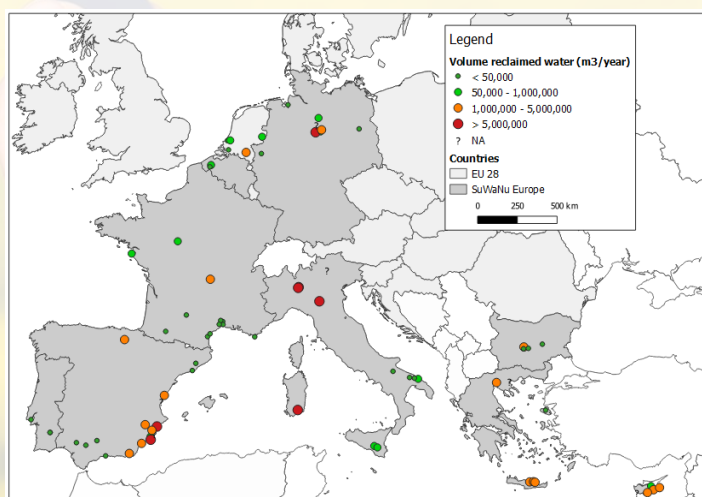 Legend
Volume reclaimed water (m3/year)
< 50,000
50,000 - 1,000,000
1,000,000 - 5,000,000
> 5,000,000
? NA
Countries
EU 28
SuWaNu Europe
0 250 500 km
?
?